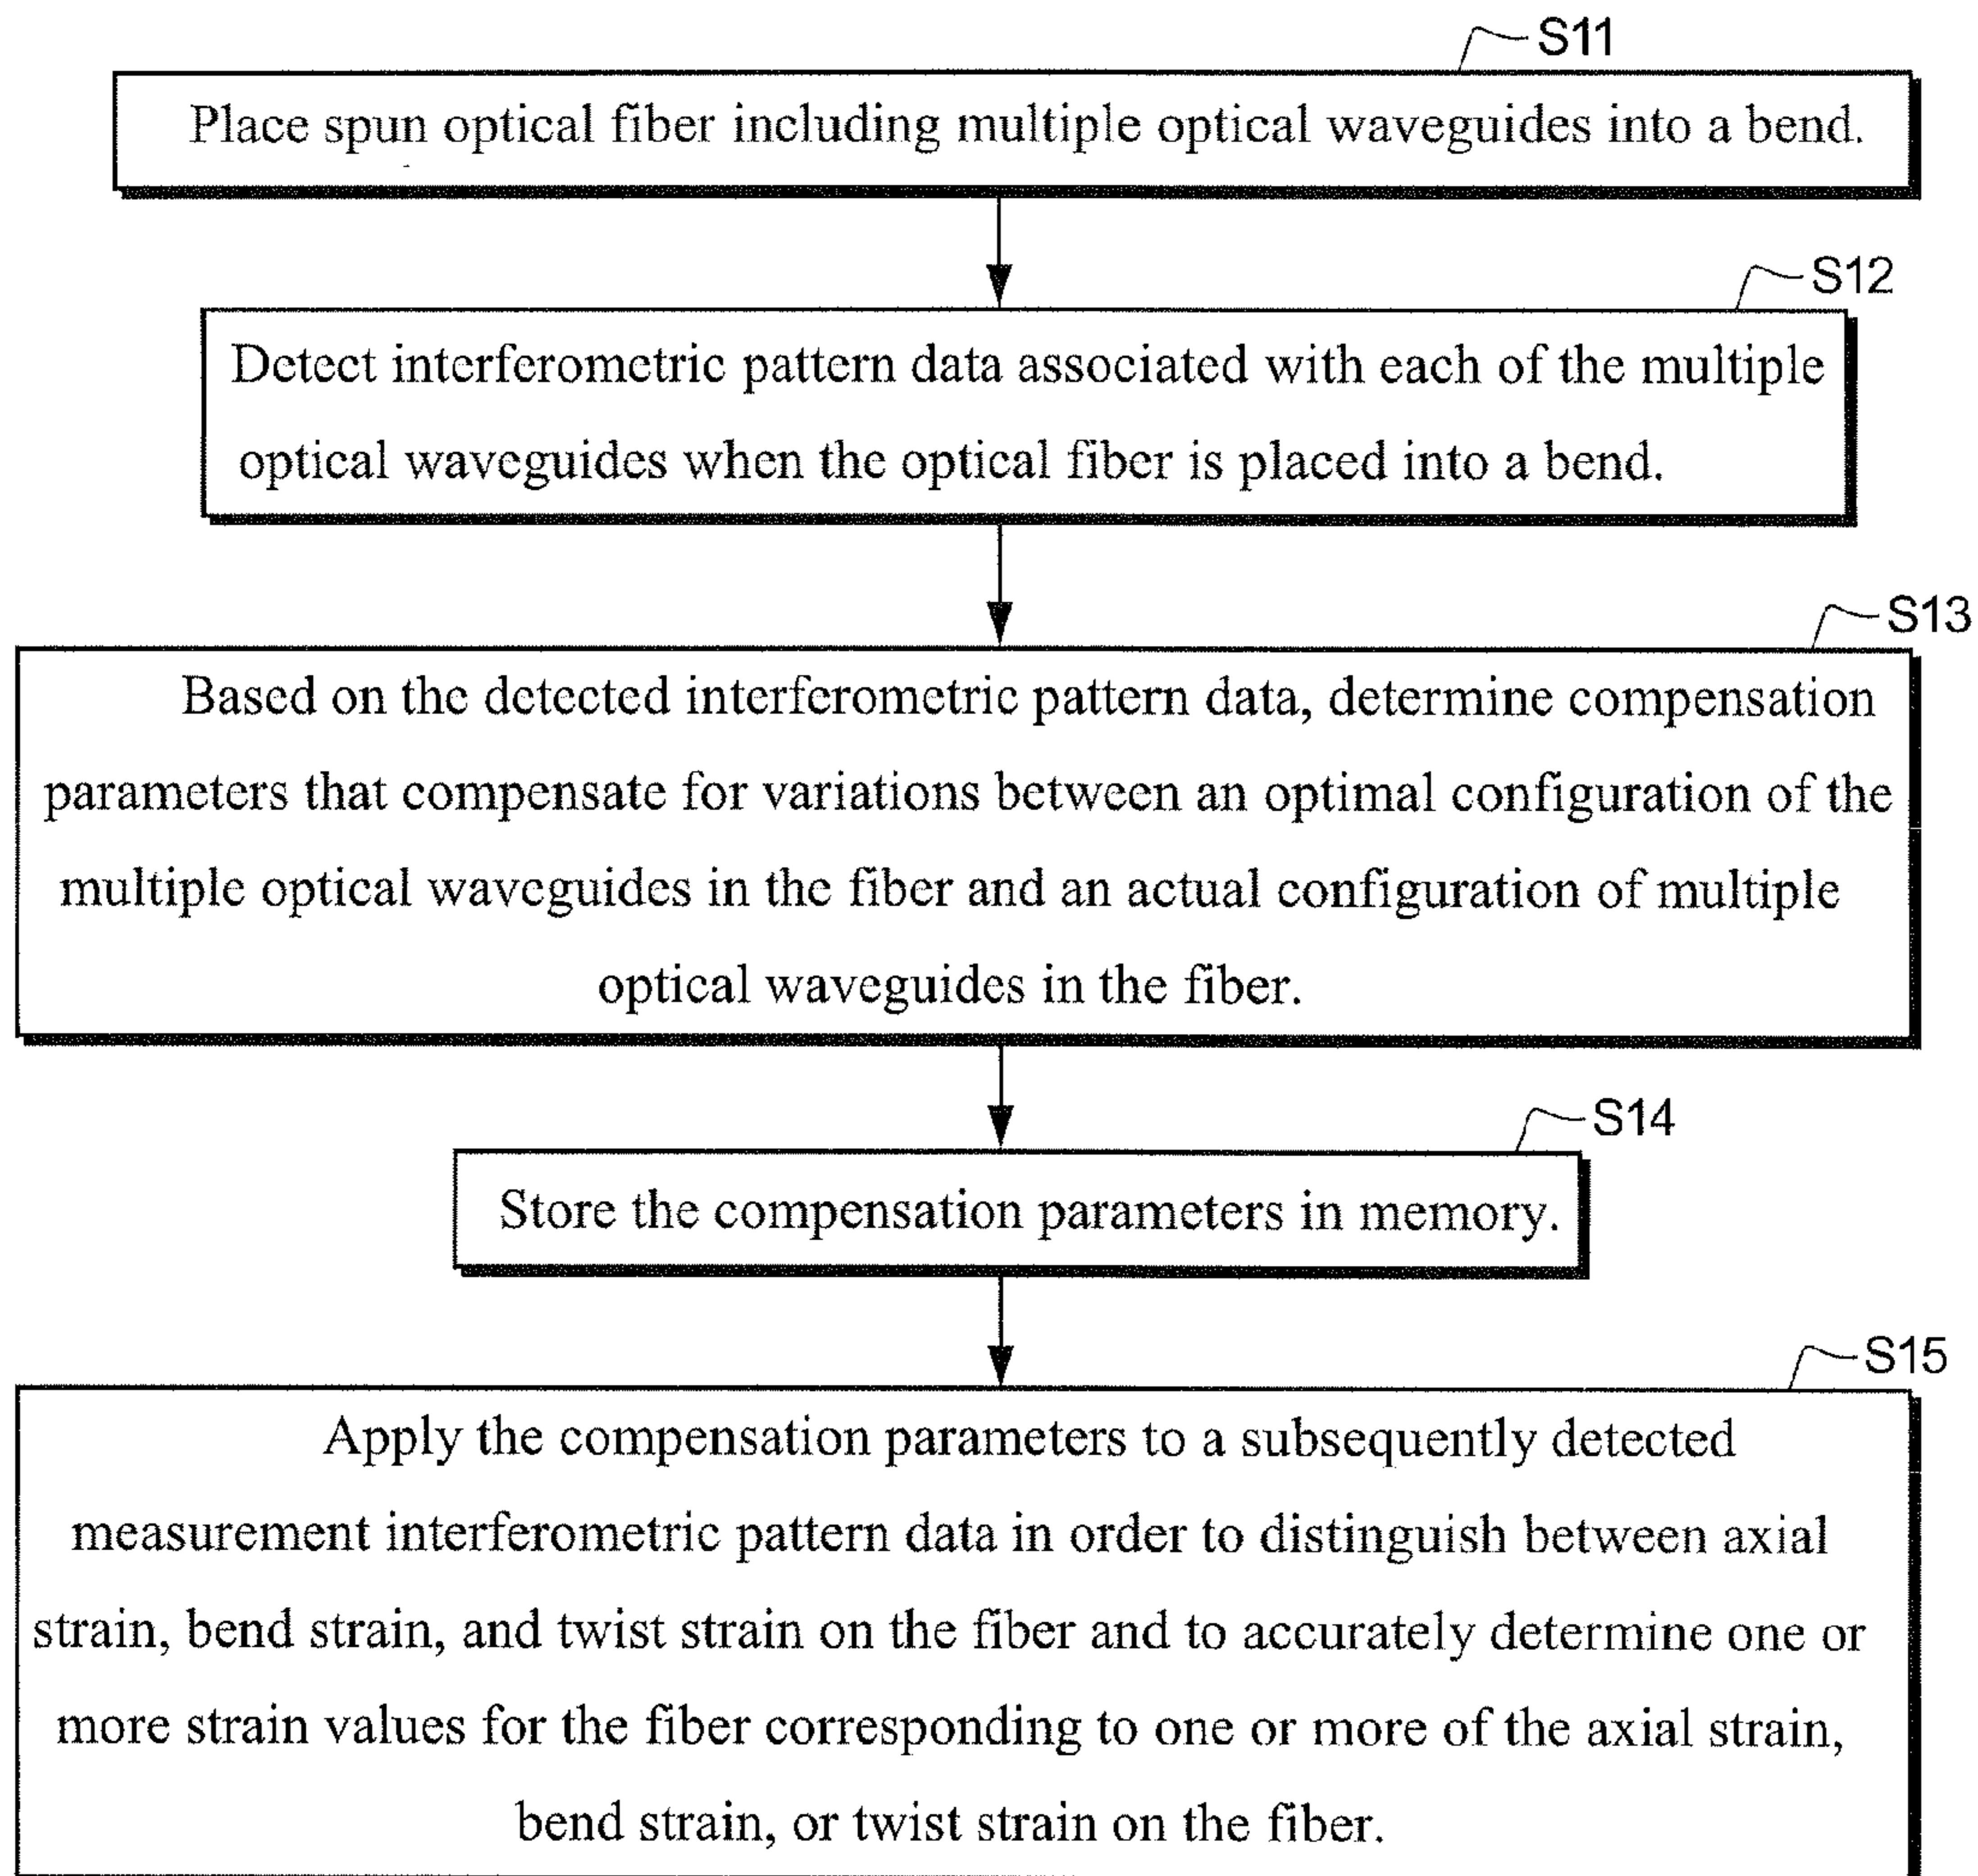 S11
Place spun optical fiber including multiple optical waveguides into a bend.
S12
Detect interferometric pattern data associated with each of the multiple
optical waveguides when the optical fiber is placed into a bend.
S13
Based on the detected interferometric pattern data, determine compensation
parameters that compensate for variations between an optimal configuration of the
multiple optical waveguides in the fiber and an actual configuration of multiple
optical waveguides in the fiber.
S14
Store the compensation parameters in memory.
S15
Apply the compensation parameters to a subsequently detected
measurement interferometric pattern data in order to distinguish between axial
strain, bend strain, and twist strain on the fiber and to accurately determine one or
more strain values for the fiber corresponding to one or more of the axial strain,
bend strain, or twist strain on the fiber.